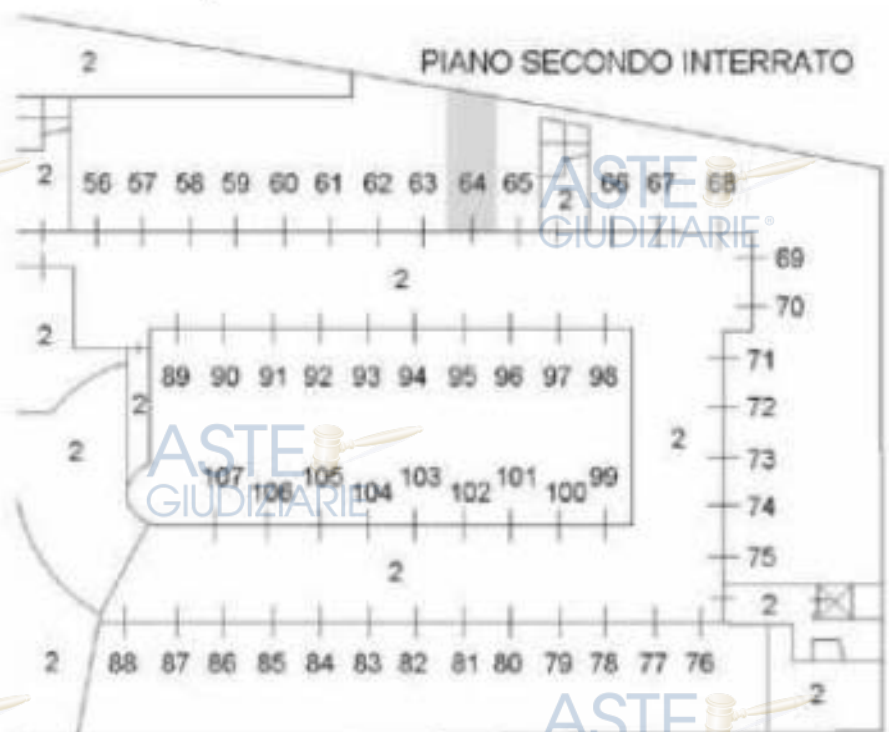 2
PIANO SECONDO INTERRATO
2 56 57 58 59 60 61 62 63 64 65 2 66 67 68
ASTE
GIUDIZIARIE®
69
2
70
2
71
89 90 91 92 93 94 95 96 97 98
2
72
2
2
73
ASTE
GIUDIZIARIE
107 106 105 104 103 102 101 100 99
74
75
2
2
2
88 87 86 85 84 83 82 81 80 79 78 77 76
2
ASTE